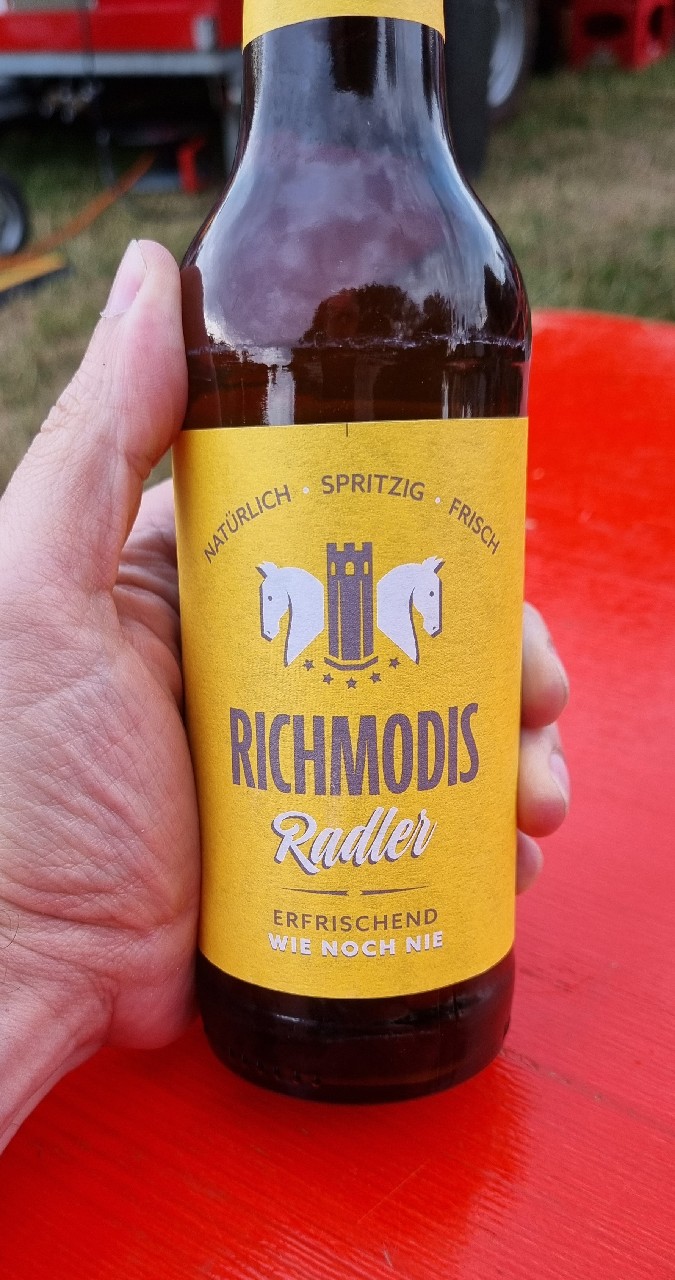 NATÜRLICH · SPRITZIG · FRISCH
RICHMODIS
Radler
ERFRISCHEND
WIE NOCH NIE